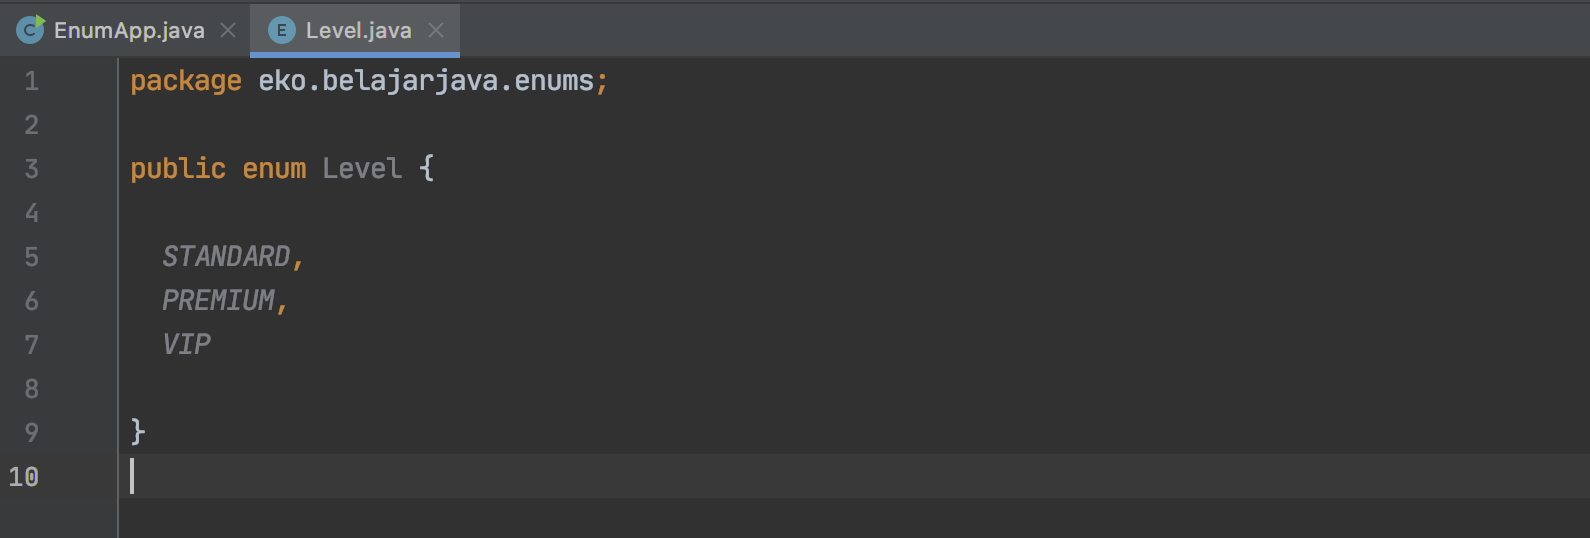 EnumApp.java Level.java
1 package eko.belajarjava.enums;
2
3 public enum Level {
4
5 STANDARD,
6 PREMIUM,
7 VIP
8
9 }
10